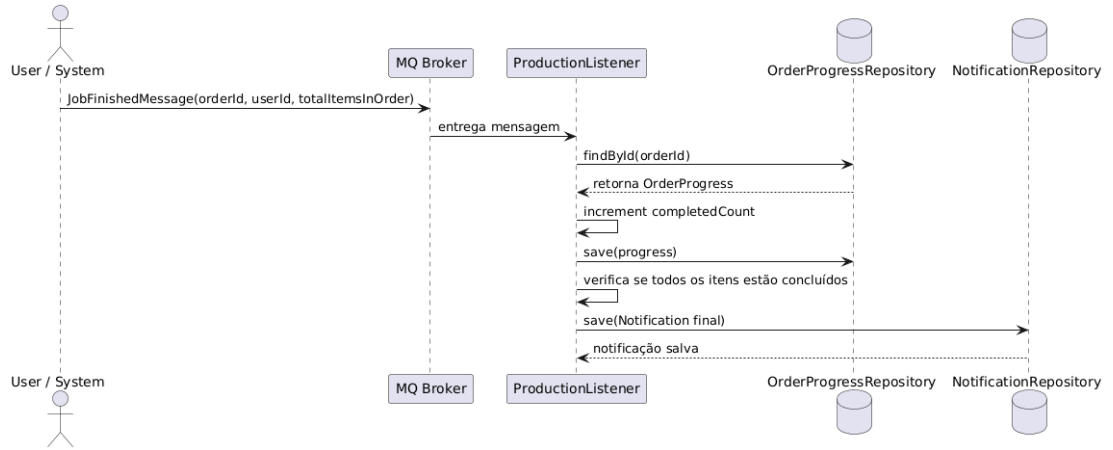 User / System
MQ Broker
ProductionListener
OrderProgressRepository
NotificationRepository
JobFinishedMessage(orderId, userId, totalItemsInOrder)
entrega mensagem
findById(orderId)
retorna OrderProgress
increment completedCount
save(progress)
verifica se todos os itens estão concluídos
save(Notification final)
notificação salva
User / System
MQ Broker
ProductionListener
OrderProgressRepository
NotificationRepository